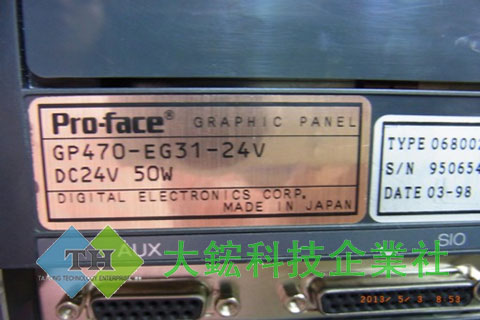 Pro-face® GRAPHIC PANEL
GP470-EG31-24V
DC24V 50W
DIGITAL ELECTRONICS CORP.
MADE IN JAPAN
TYPE 068002
S/N 950654
DATE 03-98
AUX
SIO
TH
大鋐科技企業社
2013/5/3 8:53